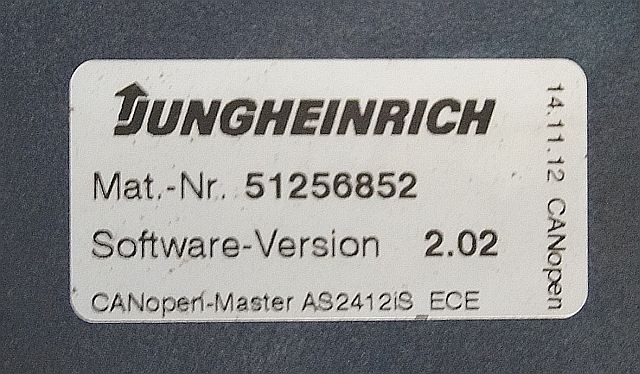 JUNGHEINRICH
Mat.-Nr. 51256852
Software-Version 2.02
CANopen-Master AS2412iS ECE
14.11.12 CANopen